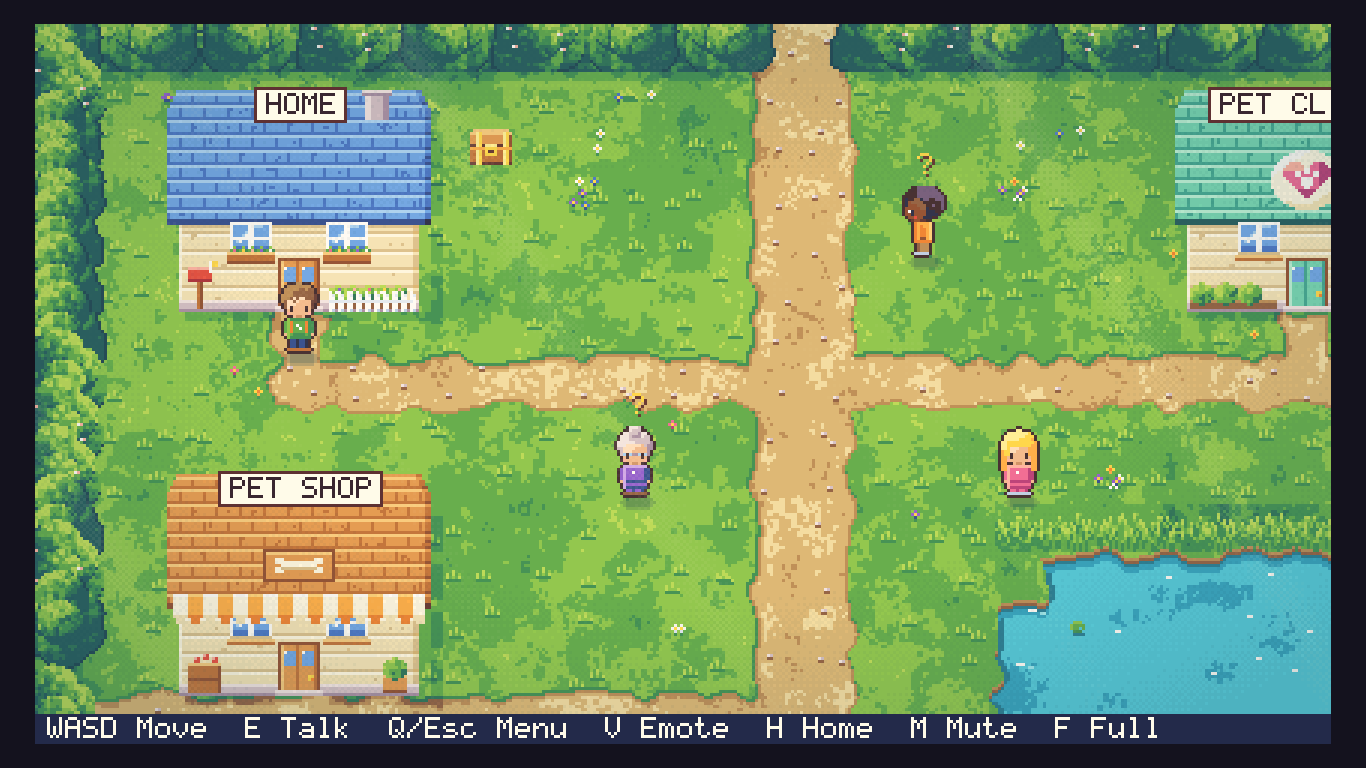 HOME
PET CL
?
?
PET SHOP
WASD Move E Talk Q/Esc Menu V Emote H Home M Mute F Full